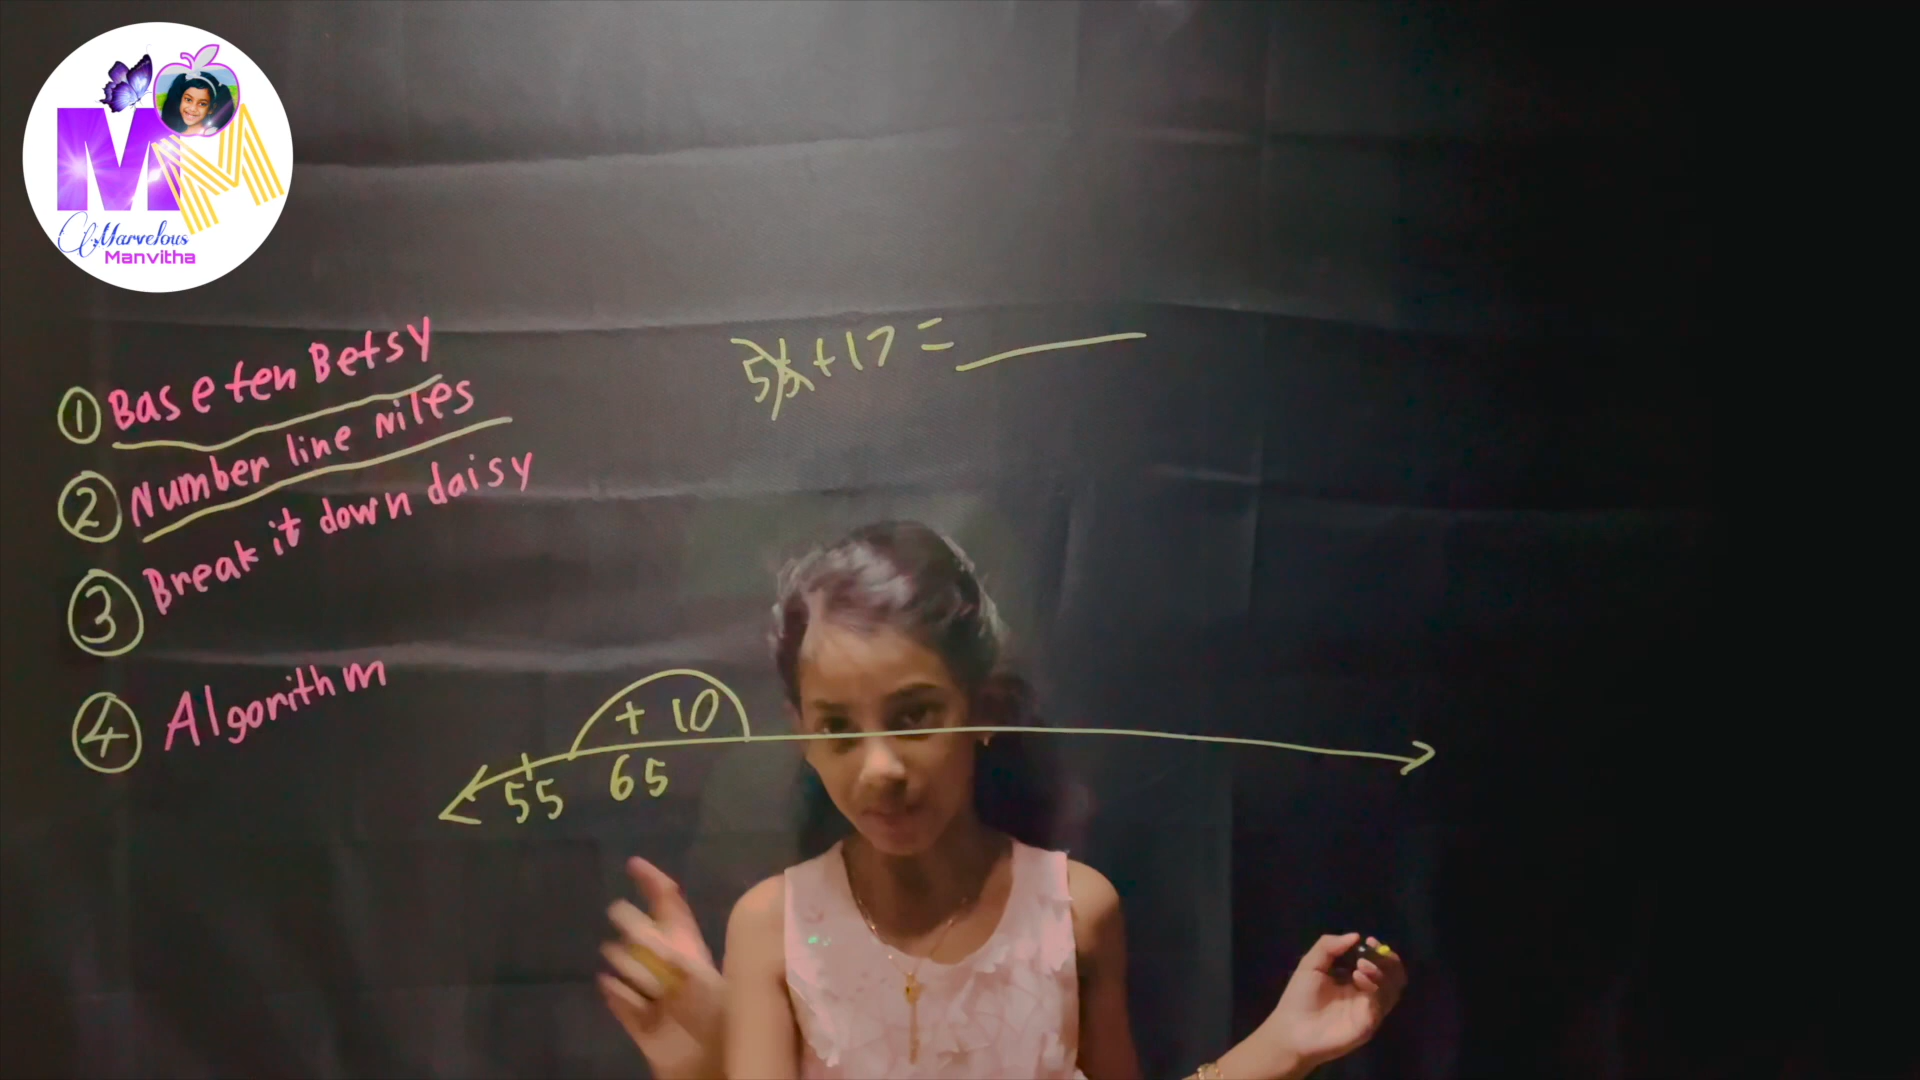 MM
Marvelous
Manvitha
① Base ten Betsy
② Number line Niles
③ Break it down daisy
④ Algorithm
+17 =
+ 10
55 65